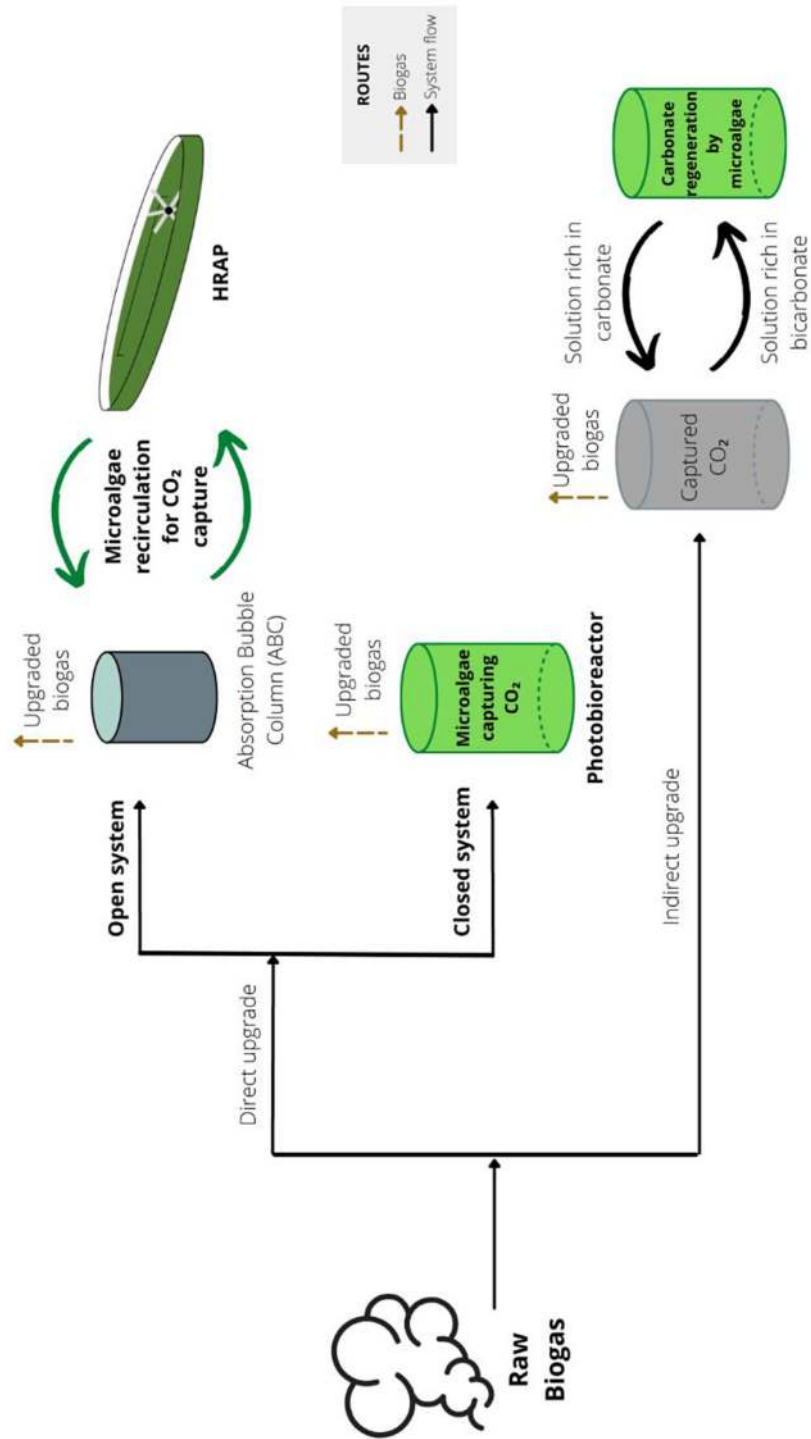 Raw
Biogas
Direct upgrade
Indirect upgrade
Open system
Closed system
Upgraded
biogas
Absorption Bubble
Column (ABC)
Microalgae
recirculation
for CO₂
capture
HRAP
Upgraded
biogas
Microalgae
capturing
CO₂
Photobioreactor
Upgraded
biogas
Captured
CO₂
Solution rich in
carbonate
Solution rich in
bicarbonate
Carbonate
regeneration
by
microalgae
ROUTES
Biogas
System flow